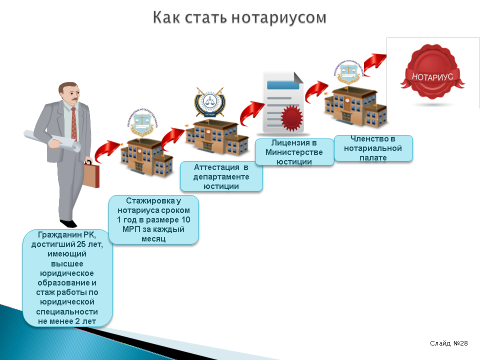 Как стать нотариусом
НОТАРИУС
Членство в
нотариальной
палате
Лицензия в
Министерстве
юстиции
Аттестация в
департаменте
юстиции
Стажировка у
нотариуса сроком
1 год в размере 10
МРП за каждый
месяц
Гражданин РК,
достигший 25 лет,
имеющий
высшее
юридическое
образование и
стаж работы по
юридической
специальности
не менее 2 лет
Слайд №28